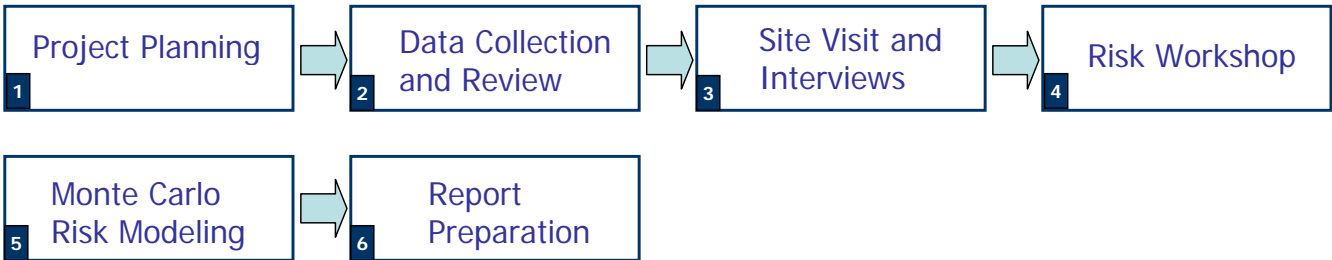 Project Planning
1
Data Collection
and Review
2
Site Visit and
Interviews
3
Risk Workshop
4
Monte Carlo
Risk Modeling
5
Report
Preparation
6